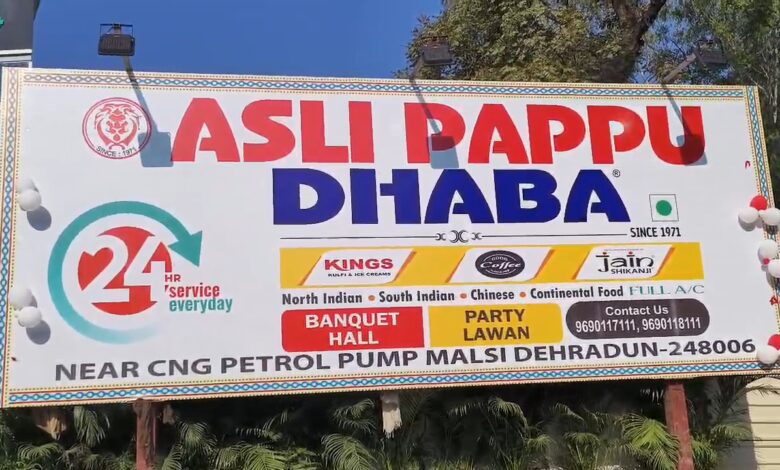 ASLI PAPPU
DHABA®
SINCE : 1971
SINCE 1971
24 HR
service
everyday
KINGS
KULFI & ICE CREAMS
Coffee
jain
SHIKANJI
North Indian • South Indian • Chinese • Continental Food FULL A/C
BANQUET
HALL
PARTY
LAWAN
Contact Us
9690117111, 9690118111
NEAR CNG PETROL PUMP MALSI DEHRADUN-248006